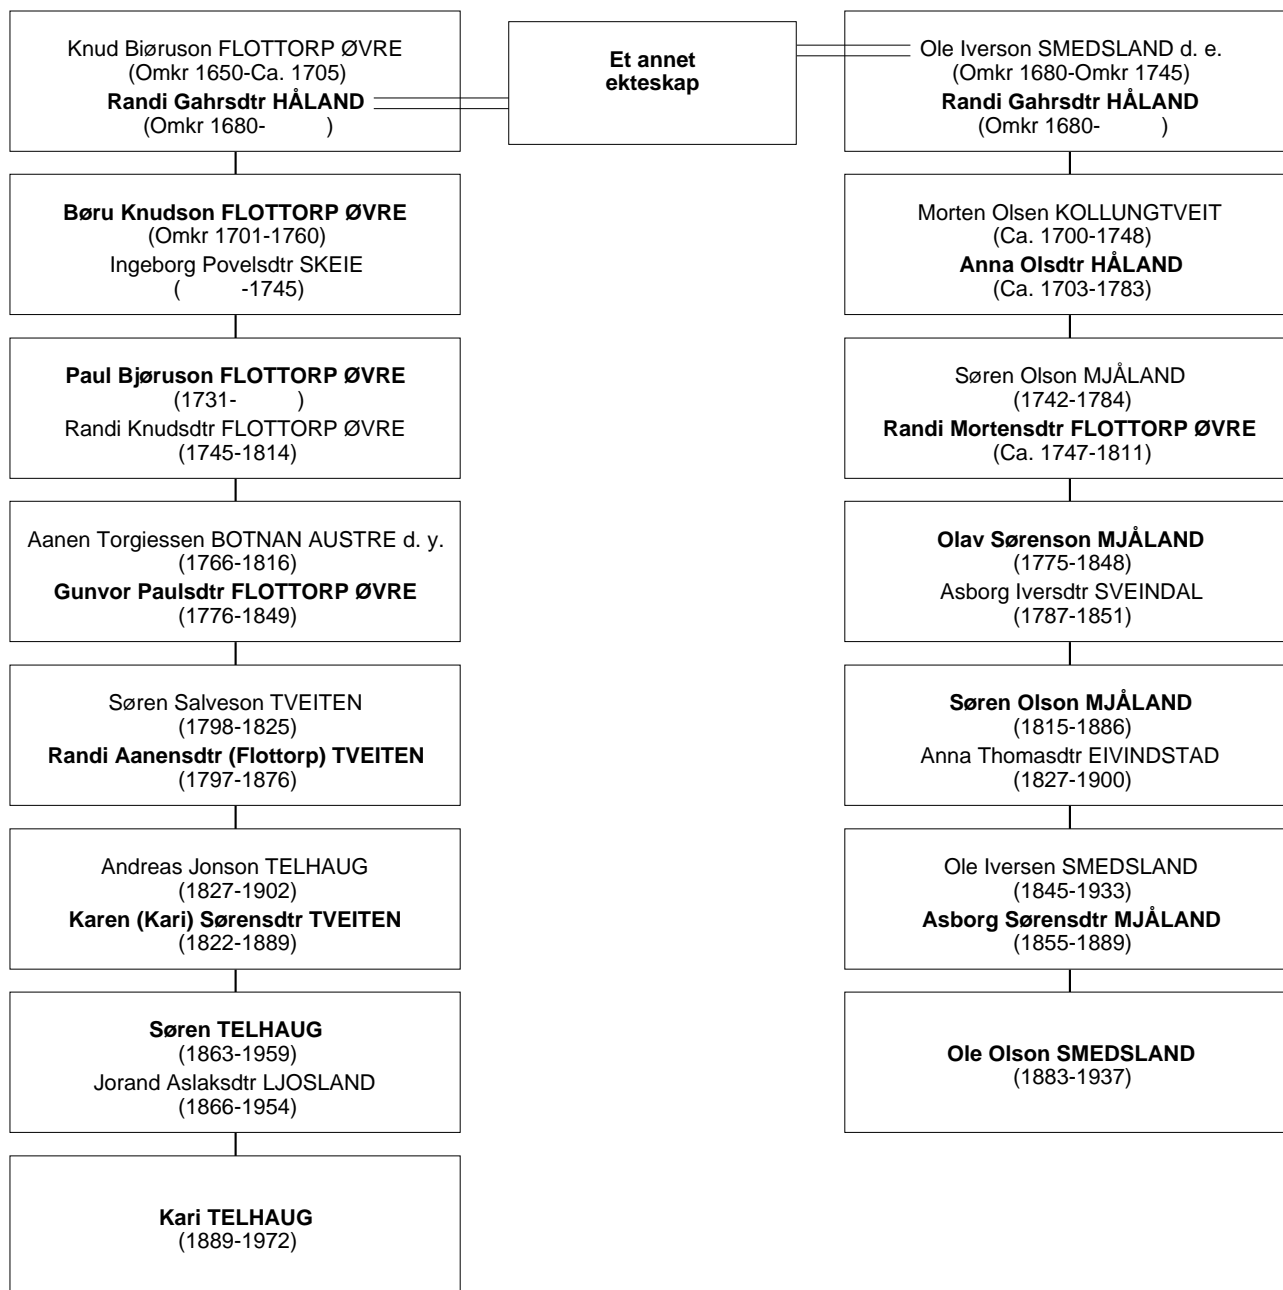 Knud Biøruson FLOTTORP ØVRE
(Omkr 1650-Ca. 1705)
Randi Gahrsdtr HÅLAND
(Omkr 1680- )
Et annet
ekteskap
Ole Iverson SMEDSLAND d. e.
(Omkr 1680-Omkr 1745)
Randi Gahrsdtr HÅLAND
(Omkr 1680- )
Børu Knudson FLOTTORP ØVRE
(Omkr 1701-1760)
Ingeborg Povelsdtr SKEIE
( -1745)
Morten Olsen KOLLUNGTVEIT
(Ca. 1700-1748)
Anna Olsdtr HÅLAND
(Ca. 1703-1783)
Paul Bjøruson FLOTTORP ØVRE
(1731- )
Randi Knudsdtr FLOTTORP ØVRE
(1745-1814)
Søren Olson MJÅLAND
(1742-1784)
Randi Mortensdtr FLOTTORP ØVRE
(Ca. 1747-1811)
Aanen Torgiessen BOTNAN AUSTRE d. y.
(1766-1816)
Gunvor Paulsdtr FLOTTORP ØVRE
(1776-1849)
Olav Sørenson MJÅLAND
(1775-1848)
Asborg Iversdtr SVEINDAL
(1787-1851)
Søren Salveson TVEITEN
(1798-1825)
Randi Aanensdtr (Flottorp) TVEITEN
(1797-1876)
Søren Olson MJÅLAND
(1815-1886)
Anna Thomasdtr EIVINDSTAD
(1827-1900)
Andreas Jonson TELHAUG
(1827-1902)
Karen (Kari) Sørensdtr TVEITEN
(1822-1889)
Ole Iversen SMEDSLAND
(1845-1933)
Asborg Sørensdtr MJÅLAND
(1855-1889)
Søren TELHAUG
(1863-1959)
Jorand Aslaksdtr LJOSLAND
(1866-1954)
Ole Olson SMEDSLAND
(1883-1937)
Kari TELHAUG
(1889-1972)